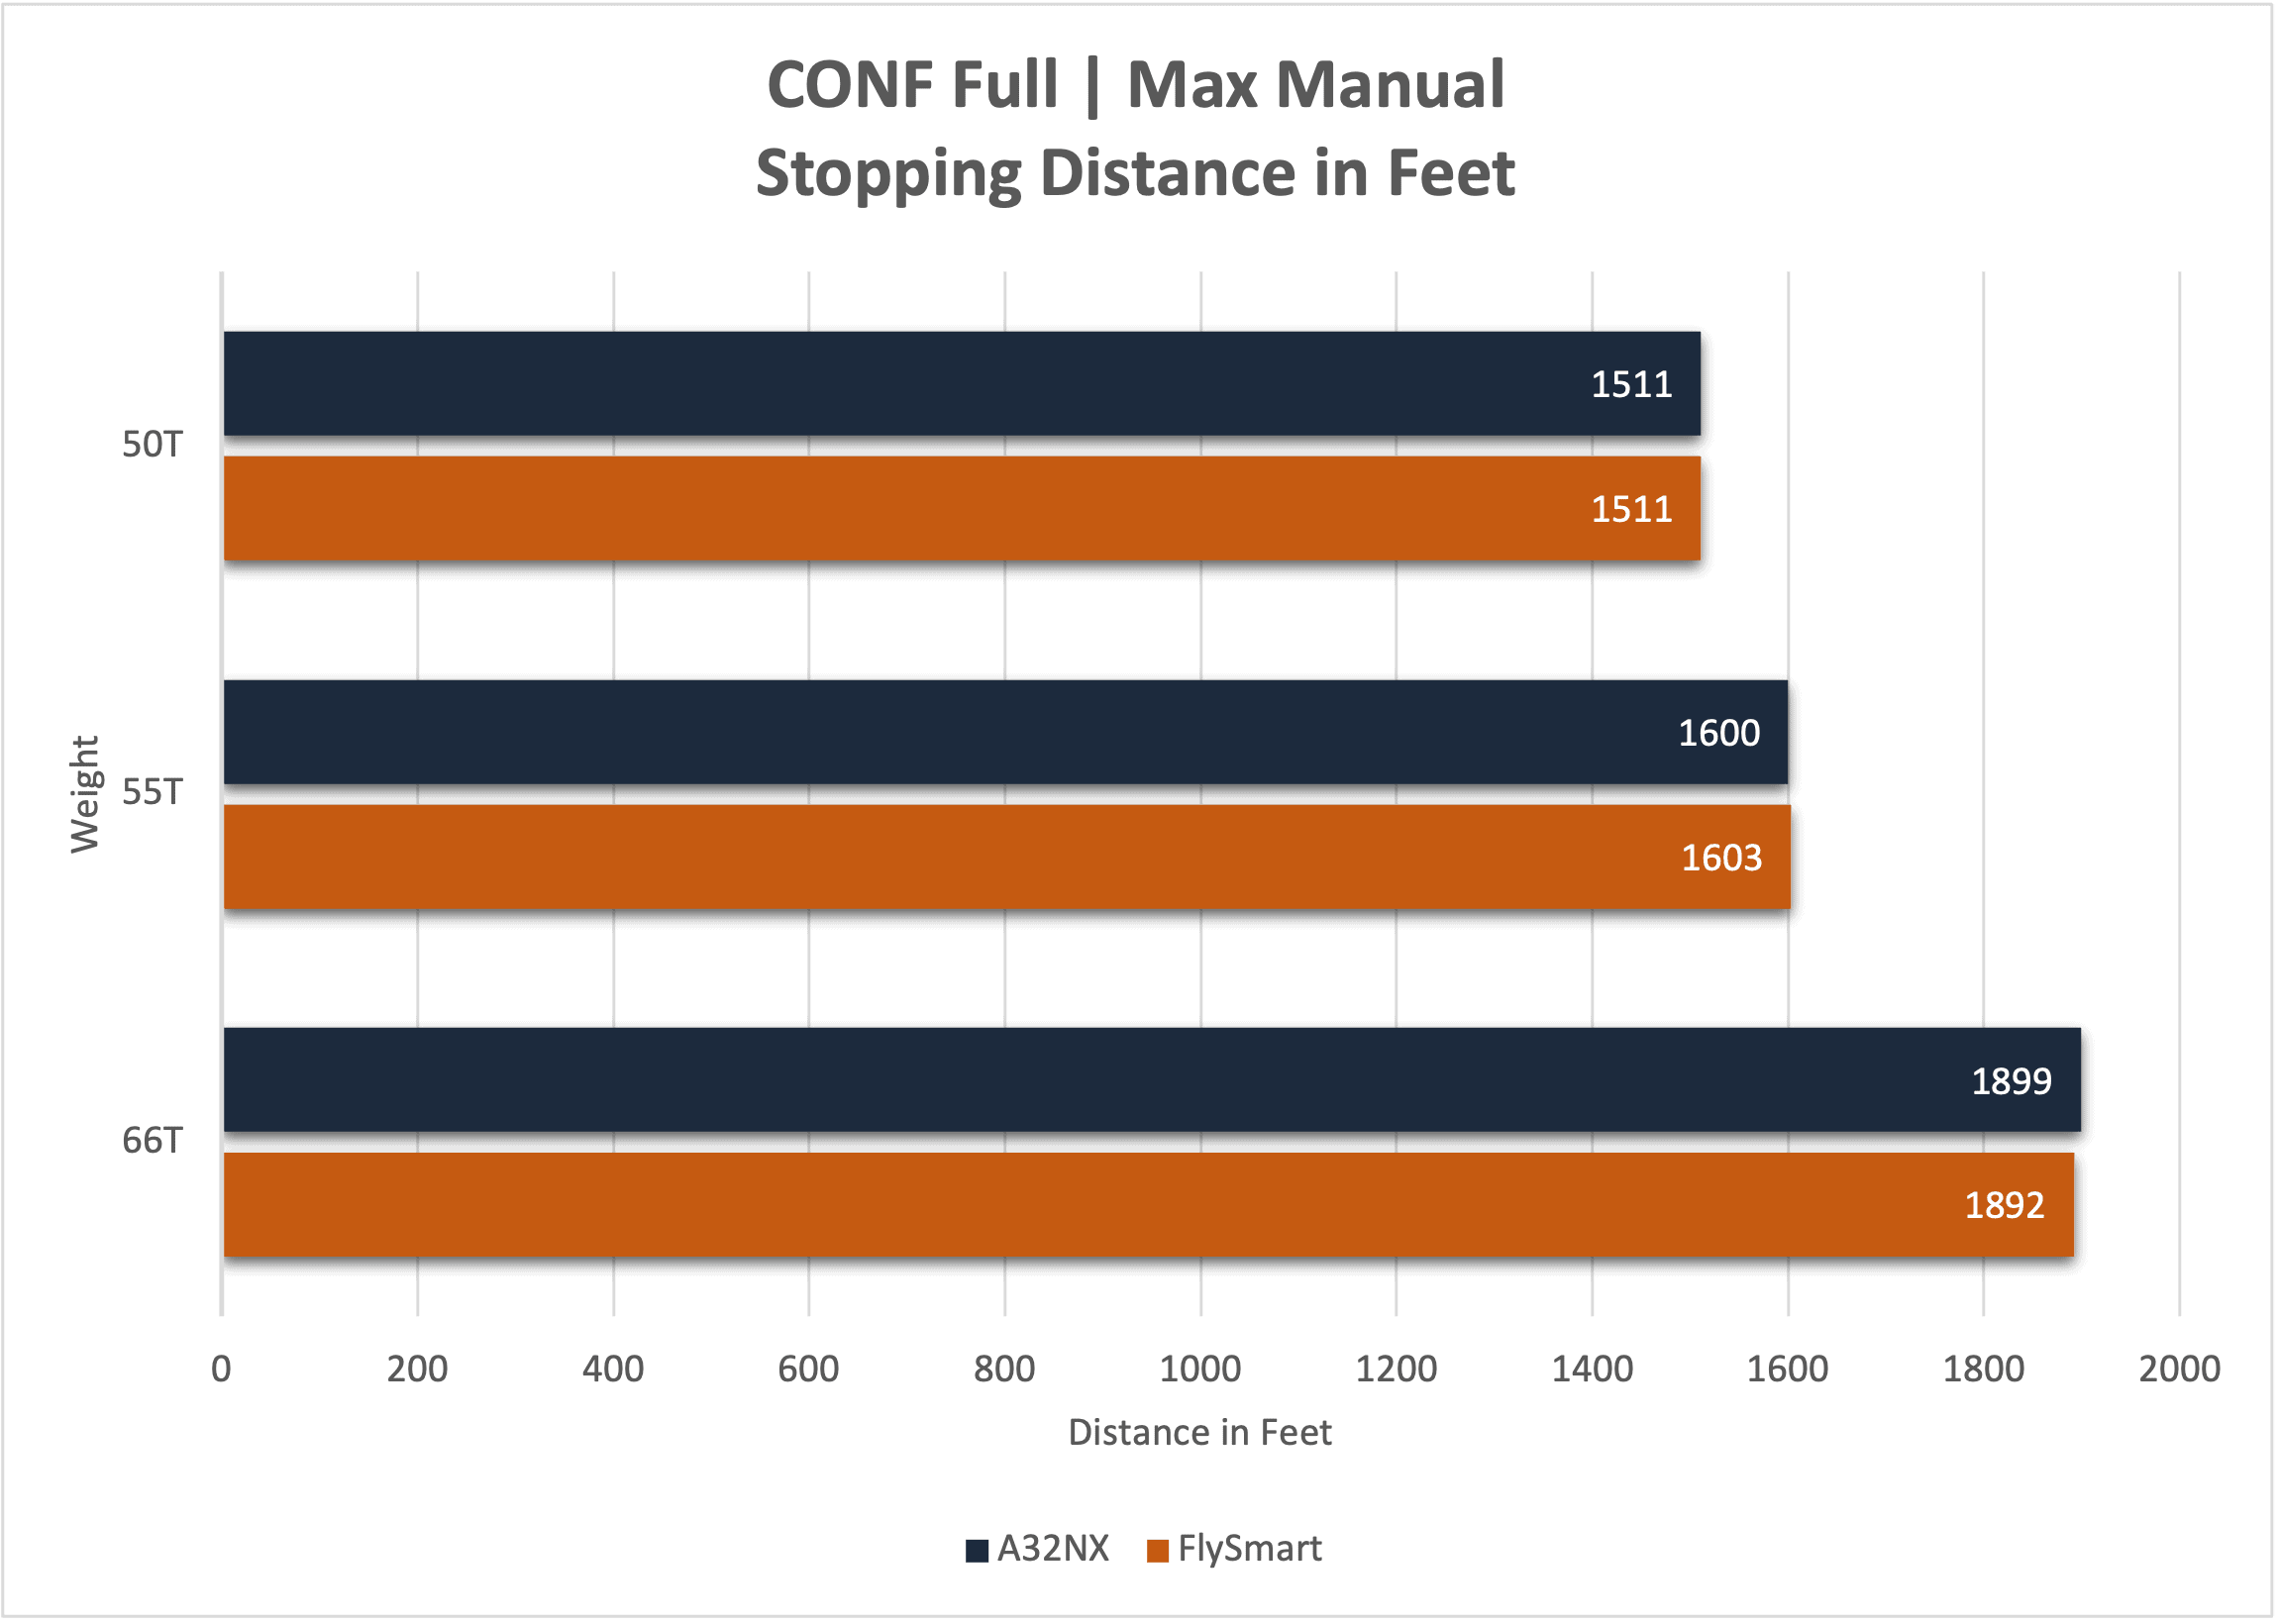 CONF Full | Max Manual
Stopping Distance in Feet
1511
50T
1511
1600
Weight
55T
1603
1899
66T
1892
0 200 400 600 800 1000 1200 1400 1600 1800 2000
Distance in Feet
A32NX FlySmart